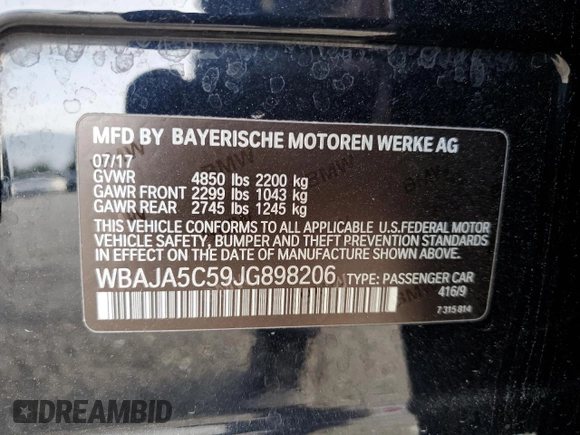 MFD BY BAYERISCHE MOTOREN WERKE AG
07/17
GVWR 4850 lbs 2200 kg
GAWR FRONT 2299 lbs 1043 kg
GAWR REAR 2745 lbs 1245 kg
THIS VEHICLE CONFORMS TO ALL APPLICABLE U.S.FEDERAL MOTOR
VEHICLE SAFETY, BUMPER AND THEFT PREVENTION STANDARDS
IN EFFECT ON THE DATE OF MANUFACTURE SHOWN ABOVE:
WBAJA5C59JG898206 TYPE: PASSENGER CAR
416/9
7 315 814
DREAMBID